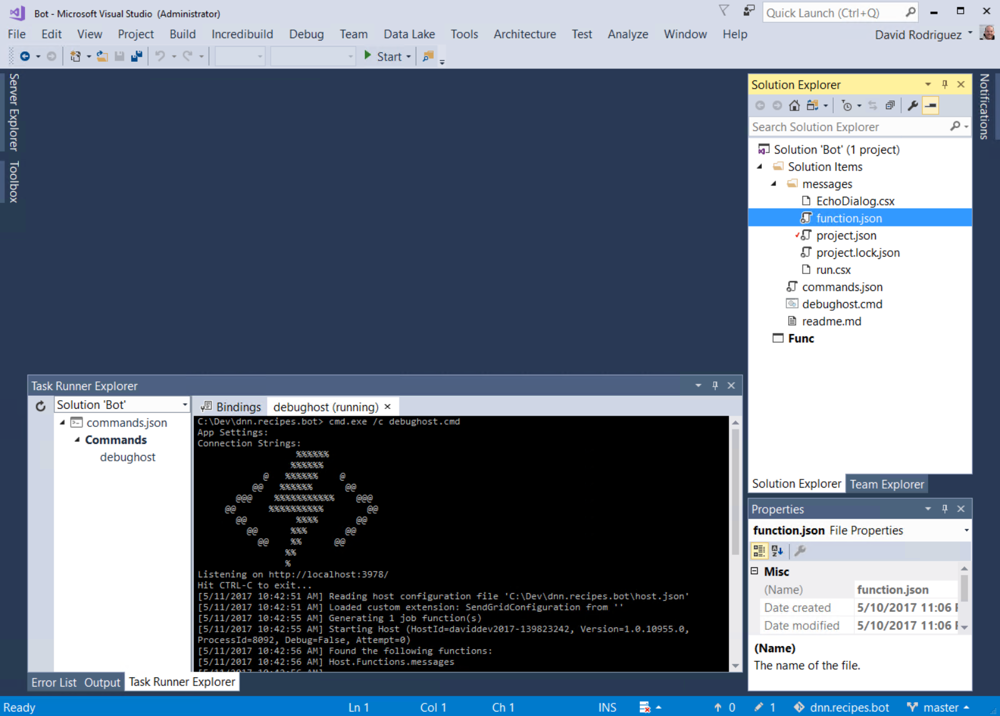 Bot - Microsoft Visual Studio (Administrator)
Quick Launch (Ctrl+Q)
File Edit View Project Build Incredibuild Debug Team Data Lake Tools Architecture Test Analyze Window Help
David Rodriguez
Start
Server Explorer
Toolbox
Notifications
Solution Explorer
Search Solution Explorer
Solution 'Bot' (1 project)
Solution Items
messages
EchoDialog.csx
function.json
project.json
project.lock.json
run.csx
commands.json
debughost.cmd
readme.md
Func
Solution Explorer Team Explorer
Task Runner Explorer
Solution 'Bot'
commands.json
Commands
debughost
Bindings
debughost (running)
C:\Dev\dnn.recipes.bot> cmd.exe /c debughost.cmd
App Settings:
Connection Strings:
%%%%%%
%%%%%%
@ %%%%%% @
@@ %%%%%% @@
@@@ %%%%%%%%%%% @@@
@@ %%%%%%%%%% @@
@@ %%%% @@
@@ %%% @@
@@ %% @@
%%
%
Listening on http://localhost:3978/
Hit CTRL-C to exit...
[5/11/2017 10:42:51 AM] Reading host configuration file 'C:\Dev\dnn.recipes.bot\host.json'
[5/11/2017 10:42:51 AM] Loaded custom extension: SendGridConfiguration from ''
[5/11/2017 10:42:55 AM] Generating 1 job function(s)
[5/11/2017 10:42:55 AM] Starting Host (HostId=daviddev2017-139823242, Version=1.0.10955.0,
ProcessId=8092, Debug=False, Attempt=0)
[5/11/2017 10:42:56 AM] Found the following functions:
[5/11/2017 10:42:56 AM] Host.Functions.messages
[5/11/2017 10:42:56 AM]
Error List Output Task Runner Explorer
Properties
function.json File Properties
Misc
(Name) function.json
Date created 5/10/2017 11:06
Date modified 5/10/2017 11:06
(Name)
The name of the file.
Ready Ln 1 Col 1 Ch 1 INS 0 1 dnn.recipes.bot master